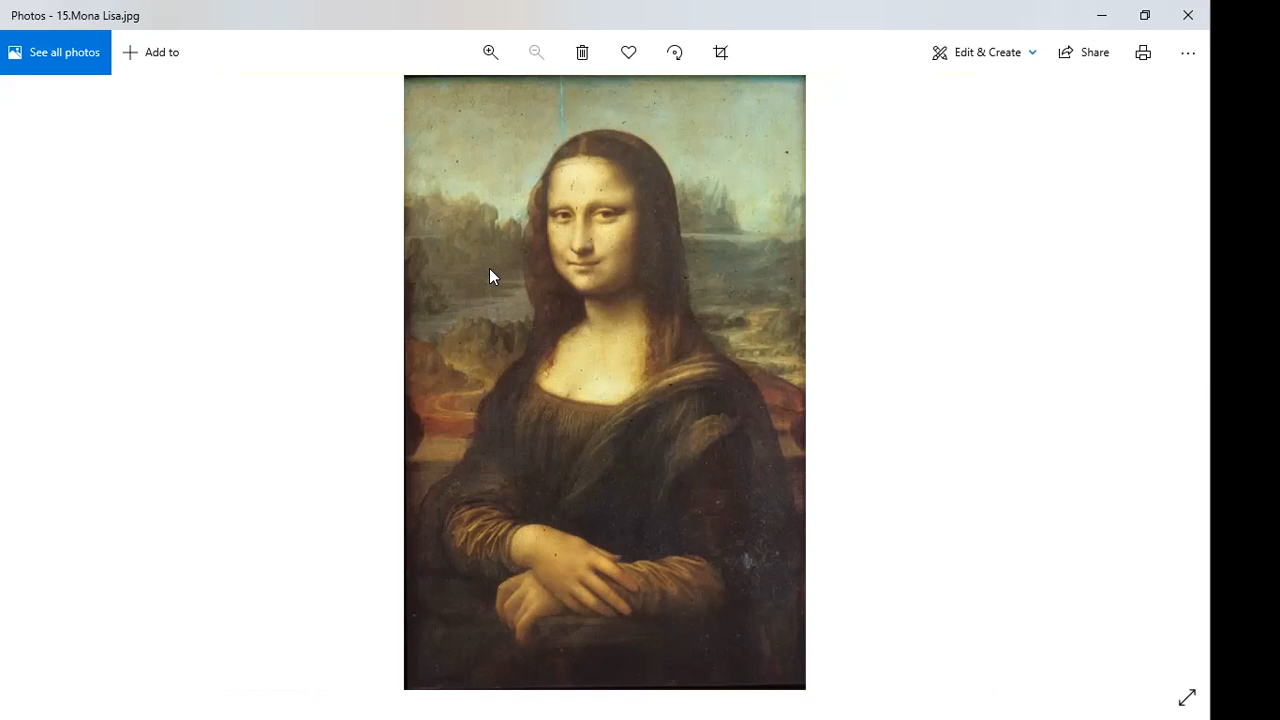 Photos - 15.Mona Lisa.jpg
See all photos
Add to
Edit & Create
Share